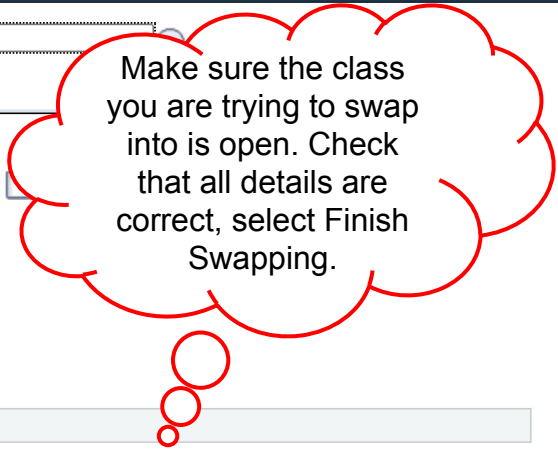 Make sure the class
you are trying to swap
into is open. Check
that all details are
correct, select Finish
Swapping.